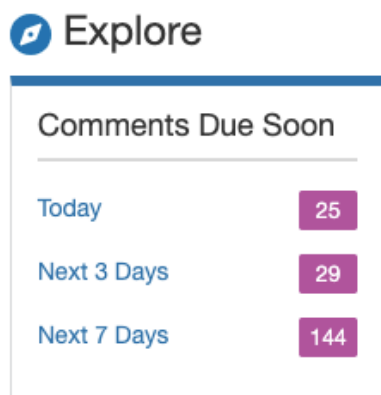 Explore
Comments Due Soon
Today 25
Next 3 Days 29
Next 7 Days 144